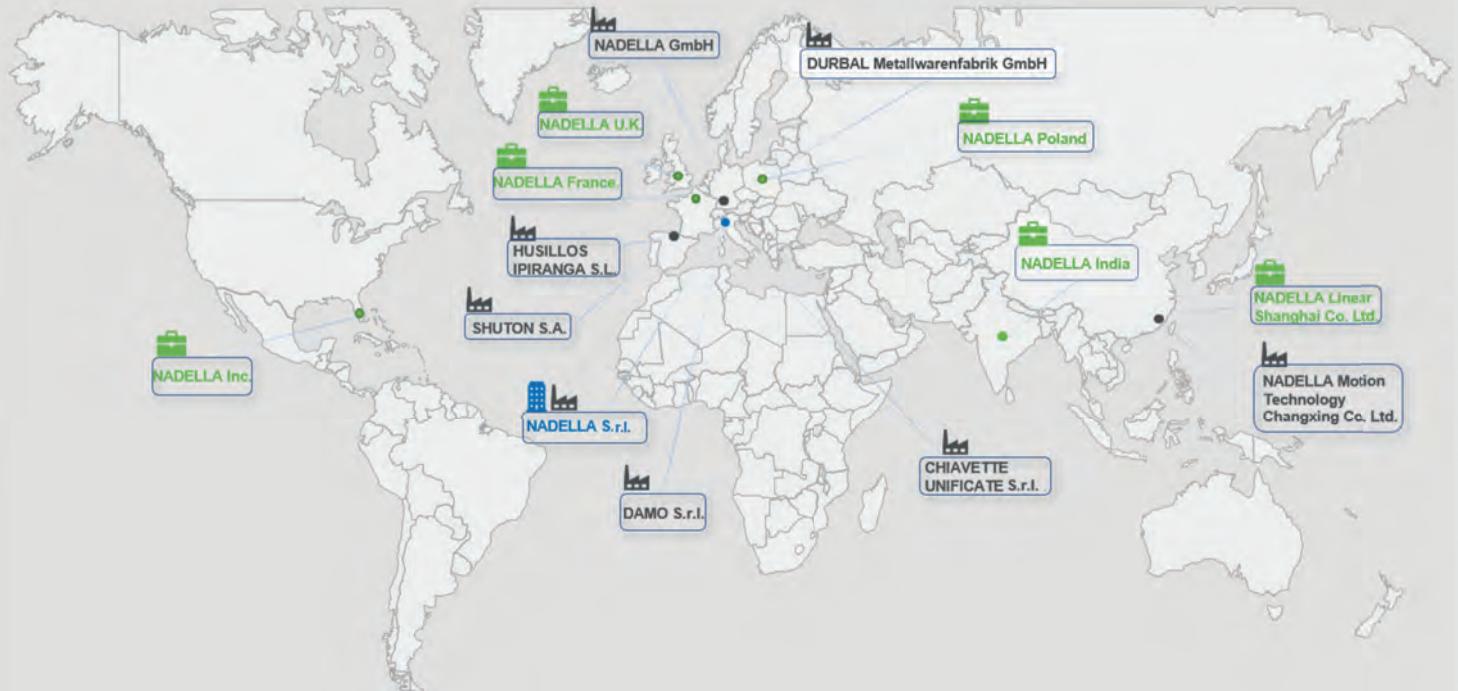 NADELLA GmbH
DURBAL Metallwarenfabrik GmbH
NADELLA U.K.
NADELLA Poland
NADELLA France
HUSILLOS
IPIRANGA S.L.
NADELLA India
NADELLA Linear
Shanghai Co. Ltd.
SHUTON S.A.
NADELLA Inc.
NADELLA Motion
Technology
Changxing Co. Ltd.
NADELLA S.r.l.
CHIAVETTE
UNIFICATE S.r.l.
DAMO S.r.l.